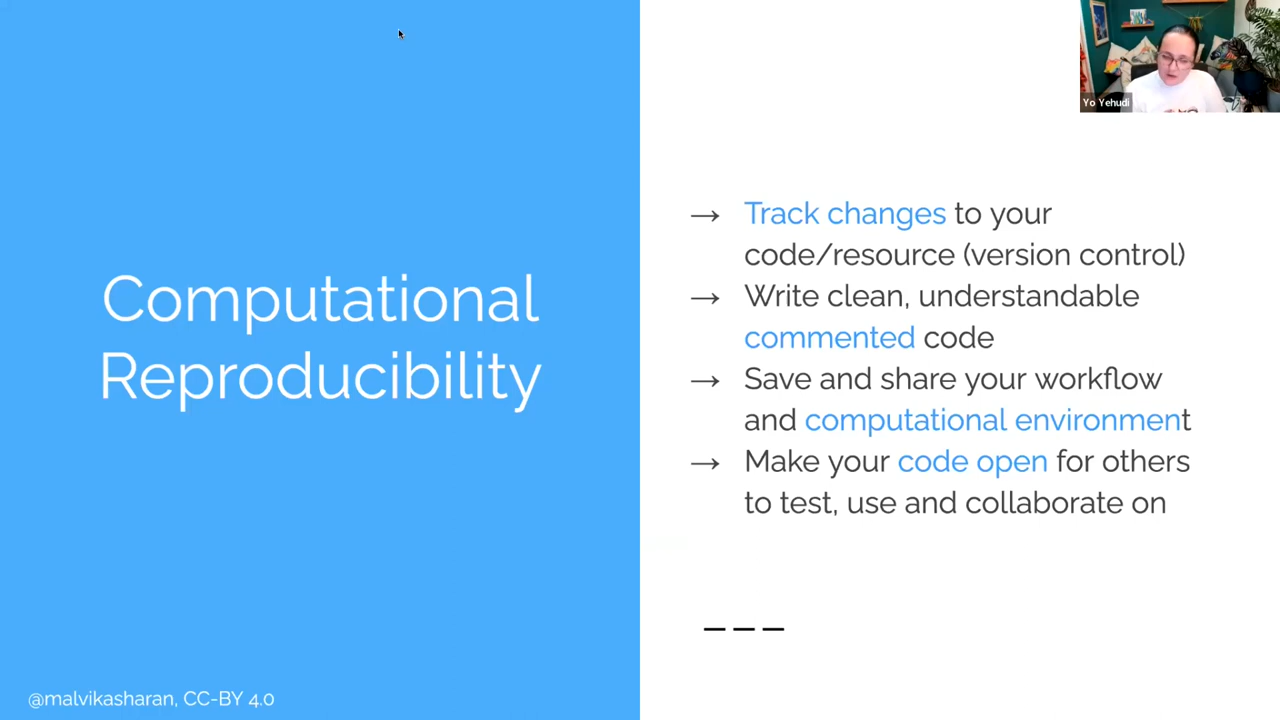 Yo Yehudi
Computational
Reproducibility
→ Track changes to your
code/resource (version control)
→ Write clean, understandable
commented code
→ Save and share your workflow
and computational environment
→ Make your code open for others
to test, use and collaborate on
@malvikasharan, CC-BY 4.0